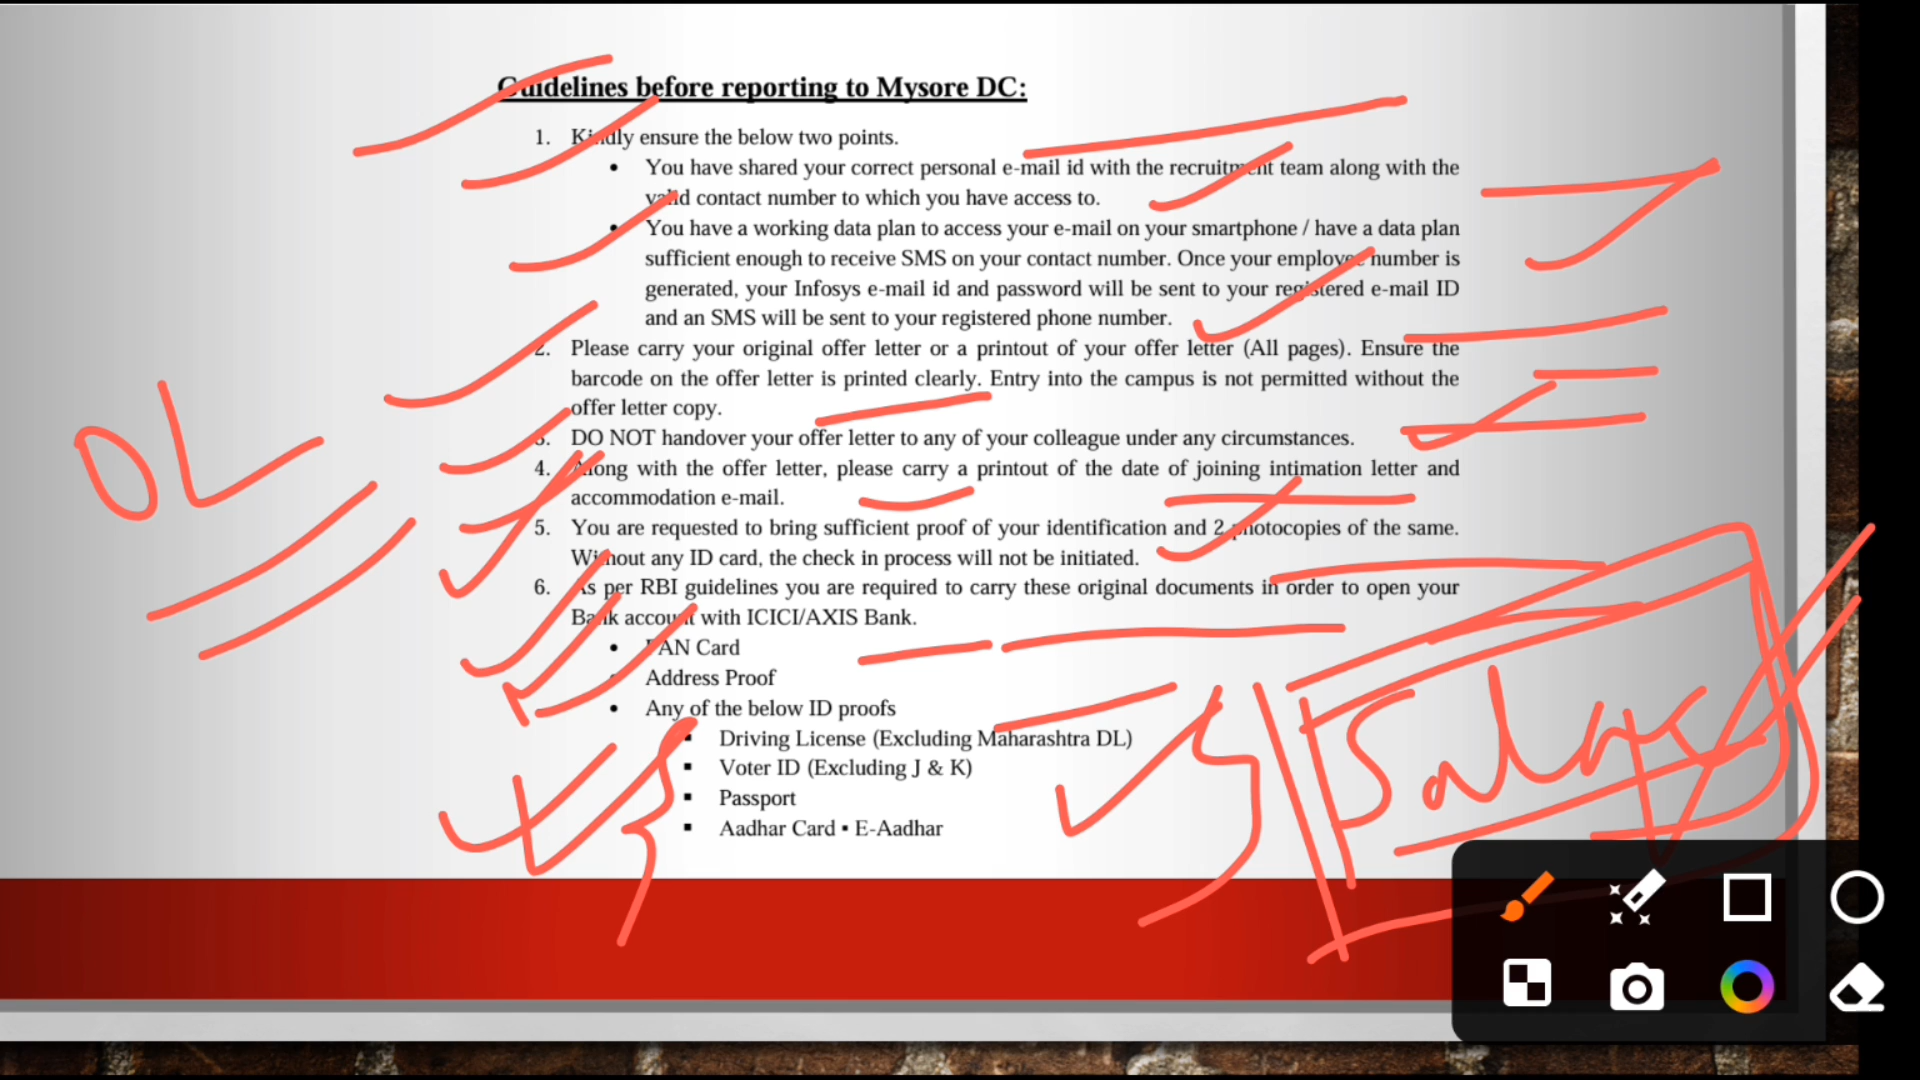 Guidelines before reporting to Mysore DC:
1. Kindly ensure the below two points.
• You have shared your correct personal e-mail id with the recruitment team along with the
valid contact number to which you have access to.
• You have a working data plan to access your e-mail on your smartphone / have a data plan
sufficient enough to receive SMS on your contact number. Once your employee number is
generated, your Infosys e-mail id and password will be sent to your registered e-mail ID
and an SMS will be sent to your registered phone number.
2. Please carry your original offer letter or a printout of your offer letter (All pages). Ensure the
barcode on the offer letter is printed clearly. Entry into the campus is not permitted without the
offer letter copy.
3. DO NOT handover your offer letter to any of your colleague under any circumstances.
4. Along with the offer letter, please carry a printout of the date of joining intimation letter and
accommodation e-mail.
OL
5. You are requested to bring sufficient proof of your identification and 2 photocopies of the same.
Without any ID card, the check in process will not be initiated.
6. As per RBI guidelines you are required to carry these original documents in order to open your
Bank account with ICICI/AXIS Bank.
• PAN Card
• Address Proof
• Any of the below ID proofs
▪ Driving License (Excluding Maharashtra DL)
▪ Voter ID (Excluding J & K)
▪ Passport
▪ Aadhar Card ▪ E-Aadhar